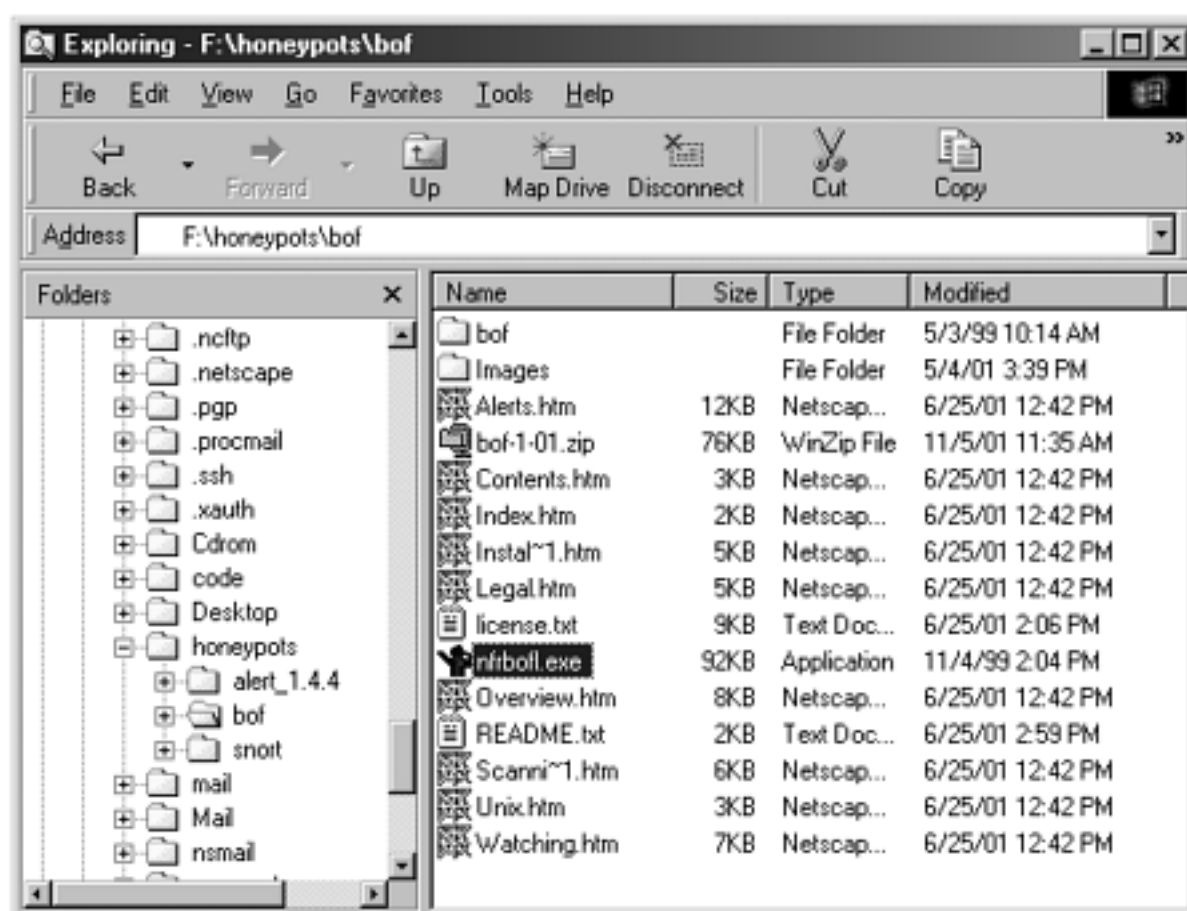 Exploring - F:\honeypots\bof
File Edit View Go Favorites Tools Help
Back Forward Up Map Drive Disconnect Cut Copy »
Address F:\honeypots\bof
Folders
.ncftp
.netscape
.pgp
.procmail
.ssh
.xauth
Cdrom
code
Desktop
honeypots
alert_1.4.4
bof
snort
mail
Mail
nsmail
Name Size Type Modified
bof File Folder 5/3/99 10:14 AM
Images File Folder 5/4/01 3:39 PM
Alerts.htm 12KB Netscap... 6/25/01 12:42 PM
bof-1-01.zip 76KB WinZip File 11/5/01 11:35 AM
Contents.htm 3KB Netscap... 6/25/01 12:42 PM
Index.htm 2KB Netscap... 6/25/01 12:42 PM
Instal~1.htm 5KB Netscap... 6/25/01 12:42 PM
Legal.htm 5KB Netscap... 6/25/01 12:42 PM
license.txt 9KB Text Doc... 6/25/01 2:06 PM
nfrbofl.exe 92KB Application 11/4/99 2:04 PM
Overview.htm 8KB Netscap... 6/25/01 12:42 PM
README.txt 2KB Text Doc... 6/25/01 2:59 PM
Scanni~1.htm 6KB Netscap... 6/25/01 12:42 PM
Unix.htm 3KB Netscap... 6/25/01 12:42 PM
Watching.htm 7KB Netscap... 6/25/01 12:42 PM